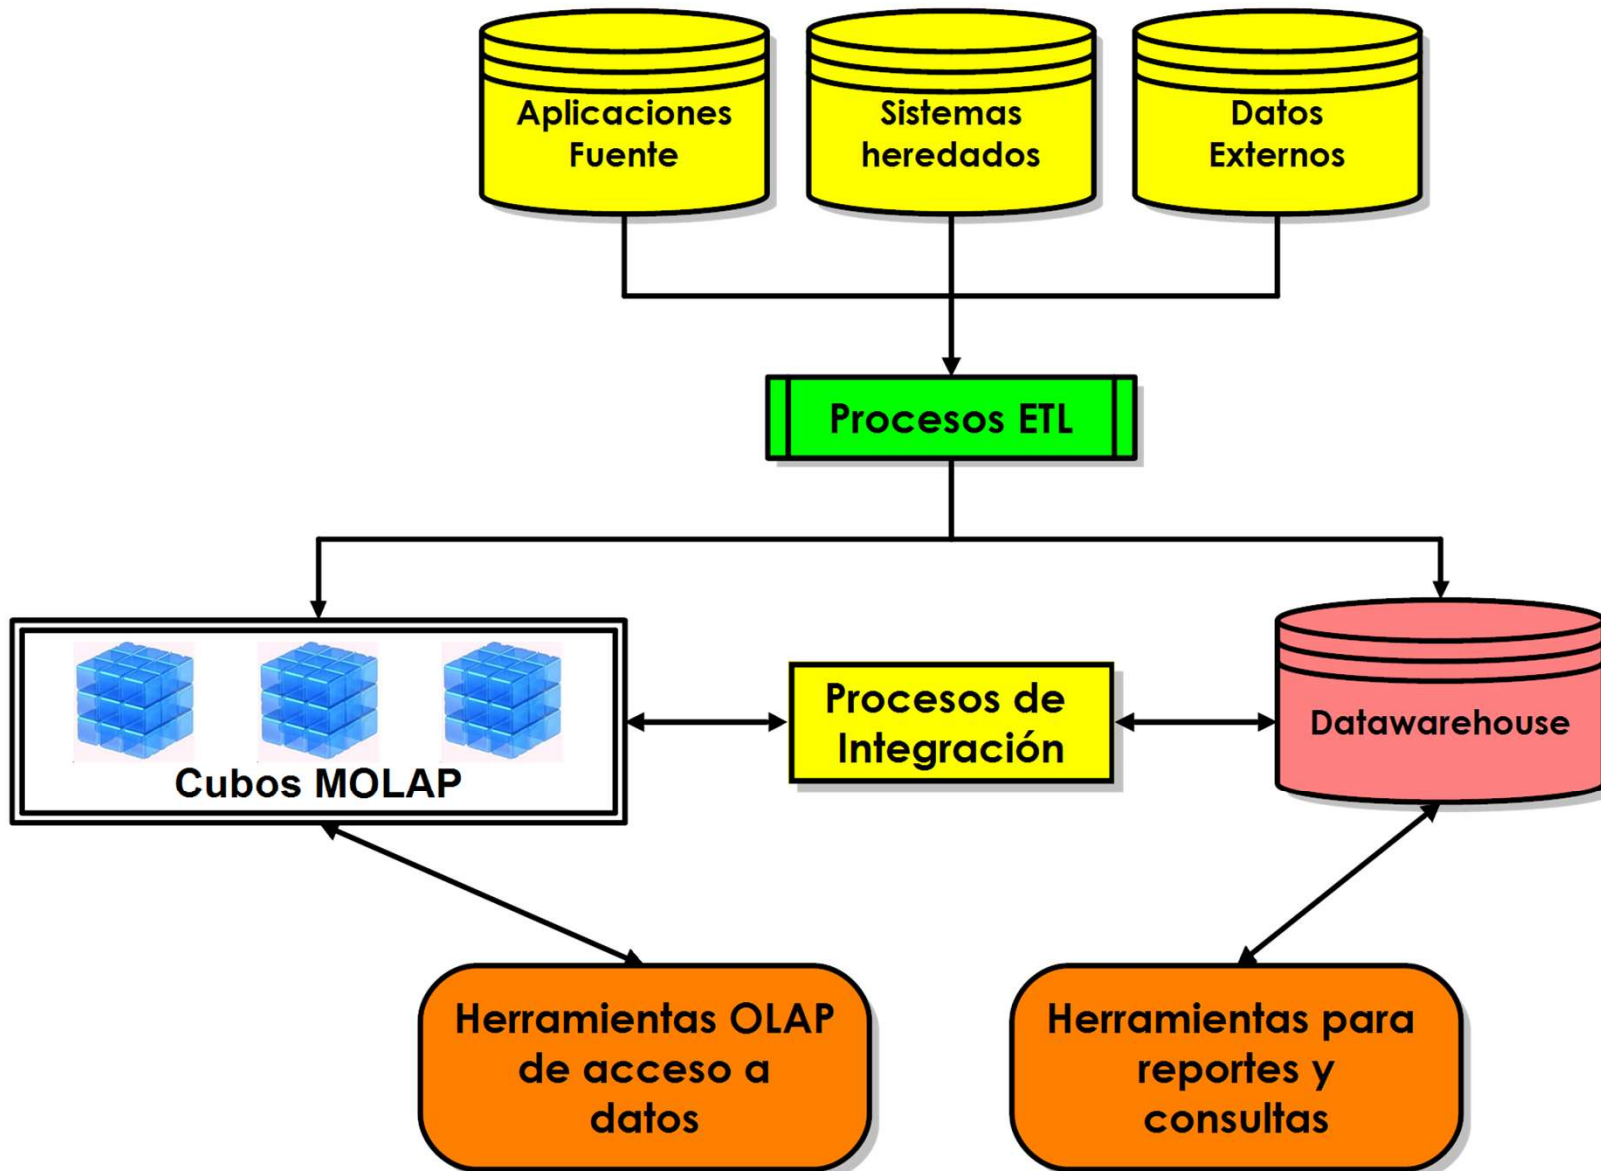 Aplicaciones
Fuente
Sistemas
heredados
Datos
Externos
Procesos ETL
Cubos MOLAP
Procesos de
Integración
Datawarehouse
Herramientas OLAP
de acceso a
datos
Herramientas para
reportes y
consultas